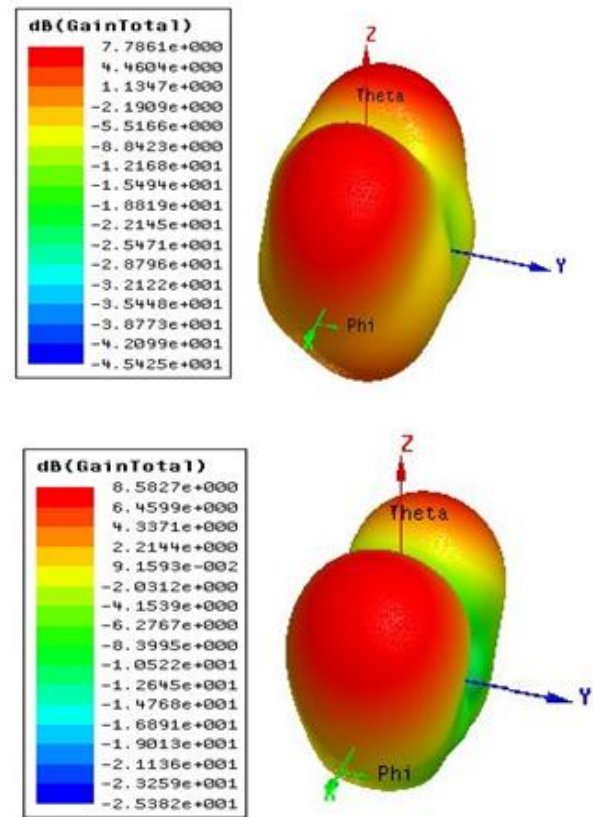 dB(GainTotal)
7.7861e+000
4.4604e+000
1.1347e+000
-2.1909e+000
-5.5166e+000
-8.8423e+000
-1.2168e+001
-1.5494e+001
-1.8819e+001
-2.2145e+001
-2.5471e+001
-2.8796e+001
-3.2122e+001
-3.5448e+001
-3.8773e+001
-4.2099e+001
-4.5425e+001
Z
Theta
Y
Phi
X
dB(GainTotal)
8.5827e+000
6.4599e+000
4.3371e+000
2.2144e+000
9.1593e-002
-2.0312e+000
-4.1539e+000
-6.2767e+000
-8.3995e+000
-1.0522e+001
-1.2645e+001
-1.4768e+001
-1.6891e+001
-1.9013e+001
-2.1136e+001
-2.3259e+001
-2.5382e+001
Z
Theta
Y
Phi
X